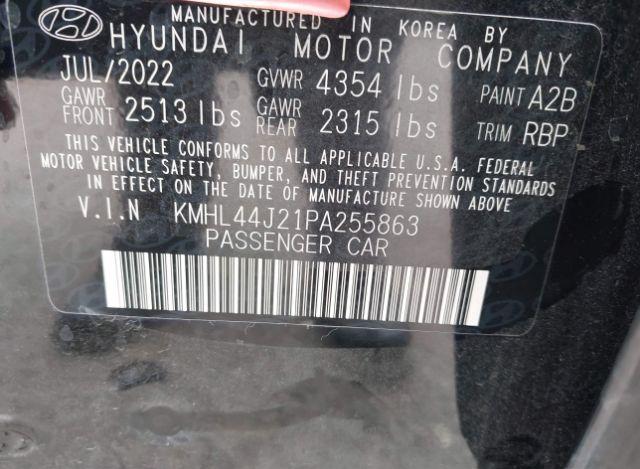 MANUFACTURED IN KOREA BY
HYUNDAI MOTOR COMPANY
JUL/2022 GVWR 4354 lbs PAINT A2B
GAWR FRONT 2513 lbs GAWR REAR 2315 lbs TRIM RBP
THIS VEHICLE CONFORMS TO ALL APPLICABLE U.S.A. FEDERAL
MOTOR VEHICLE SAFETY, BUMPER, AND THEFT PREVENTION STANDARDS
IN EFFECT ON THE DATE OF MANUFACTURE SHOWN ABOVE
V.I.N KMHL44J21PA255863
PASSENGER CAR